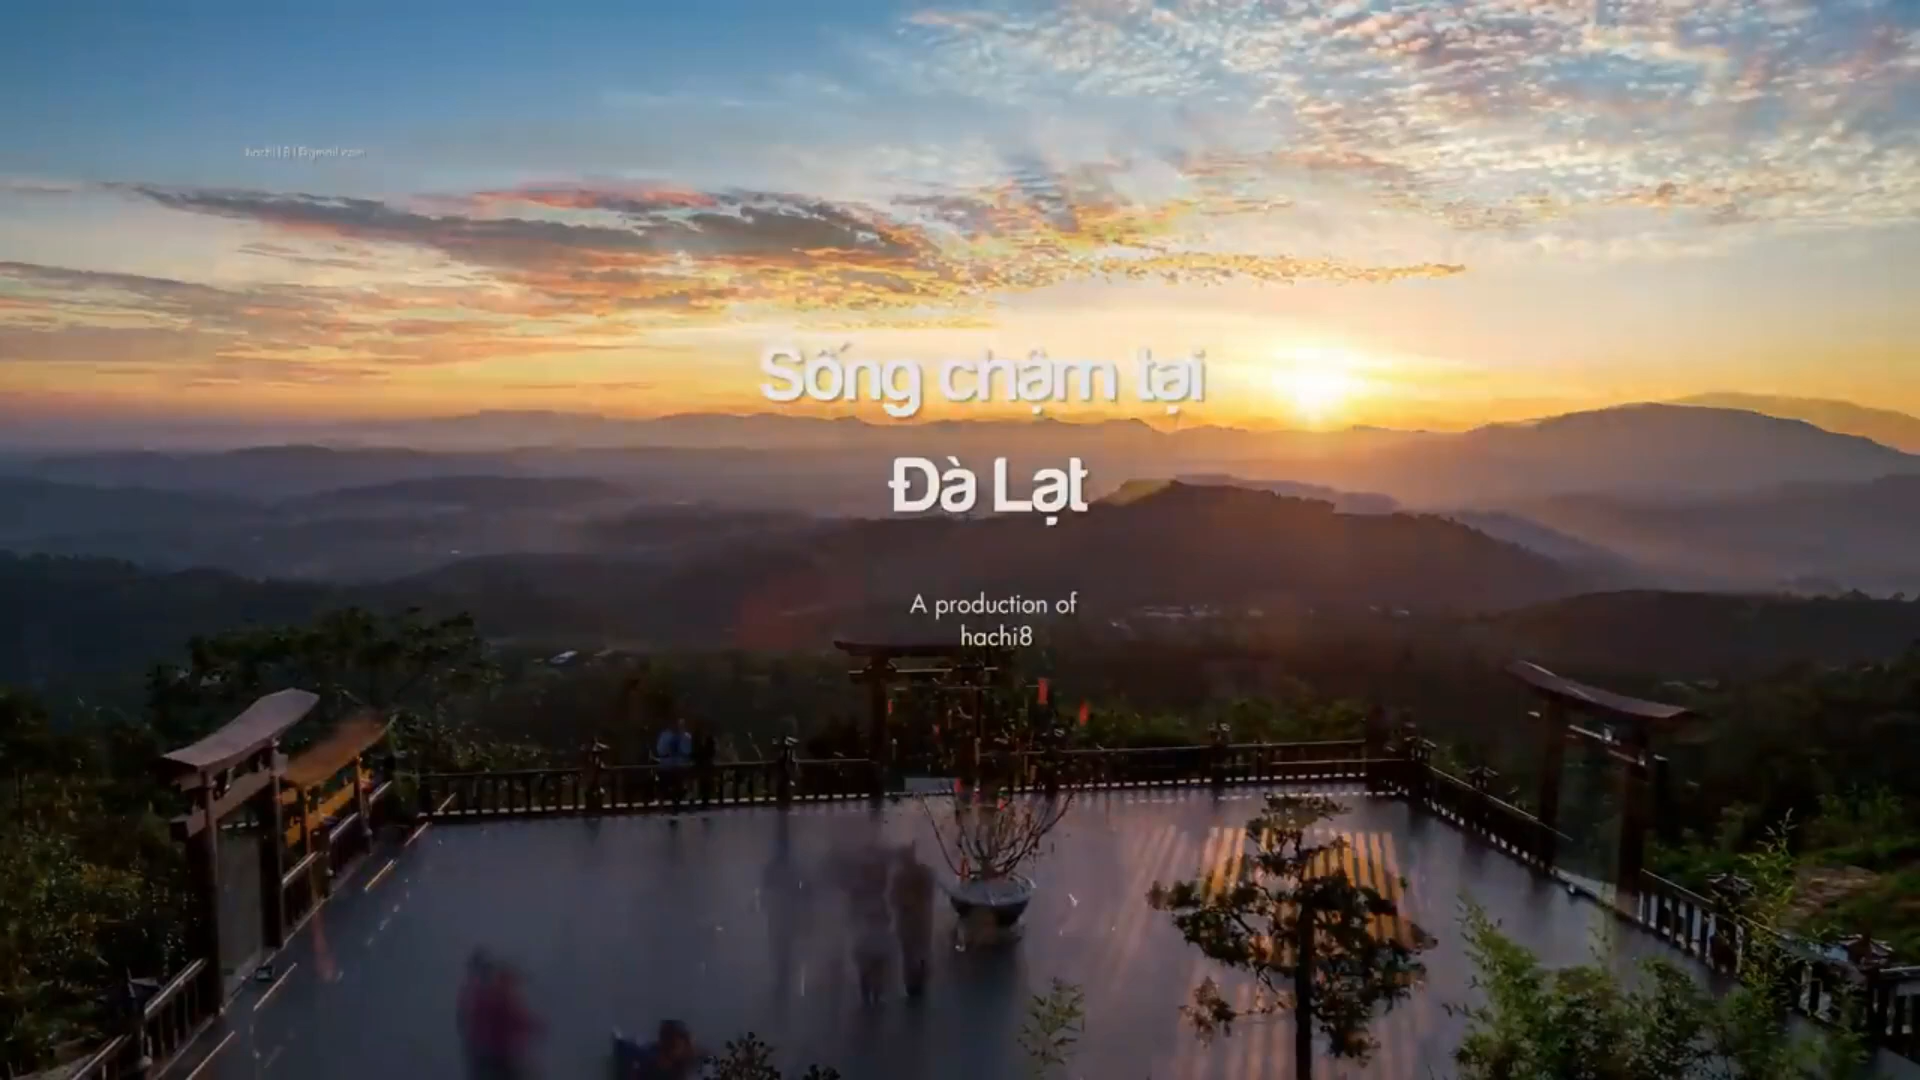 Sống chậm tại
Đà Lạt
A production of
hachi8